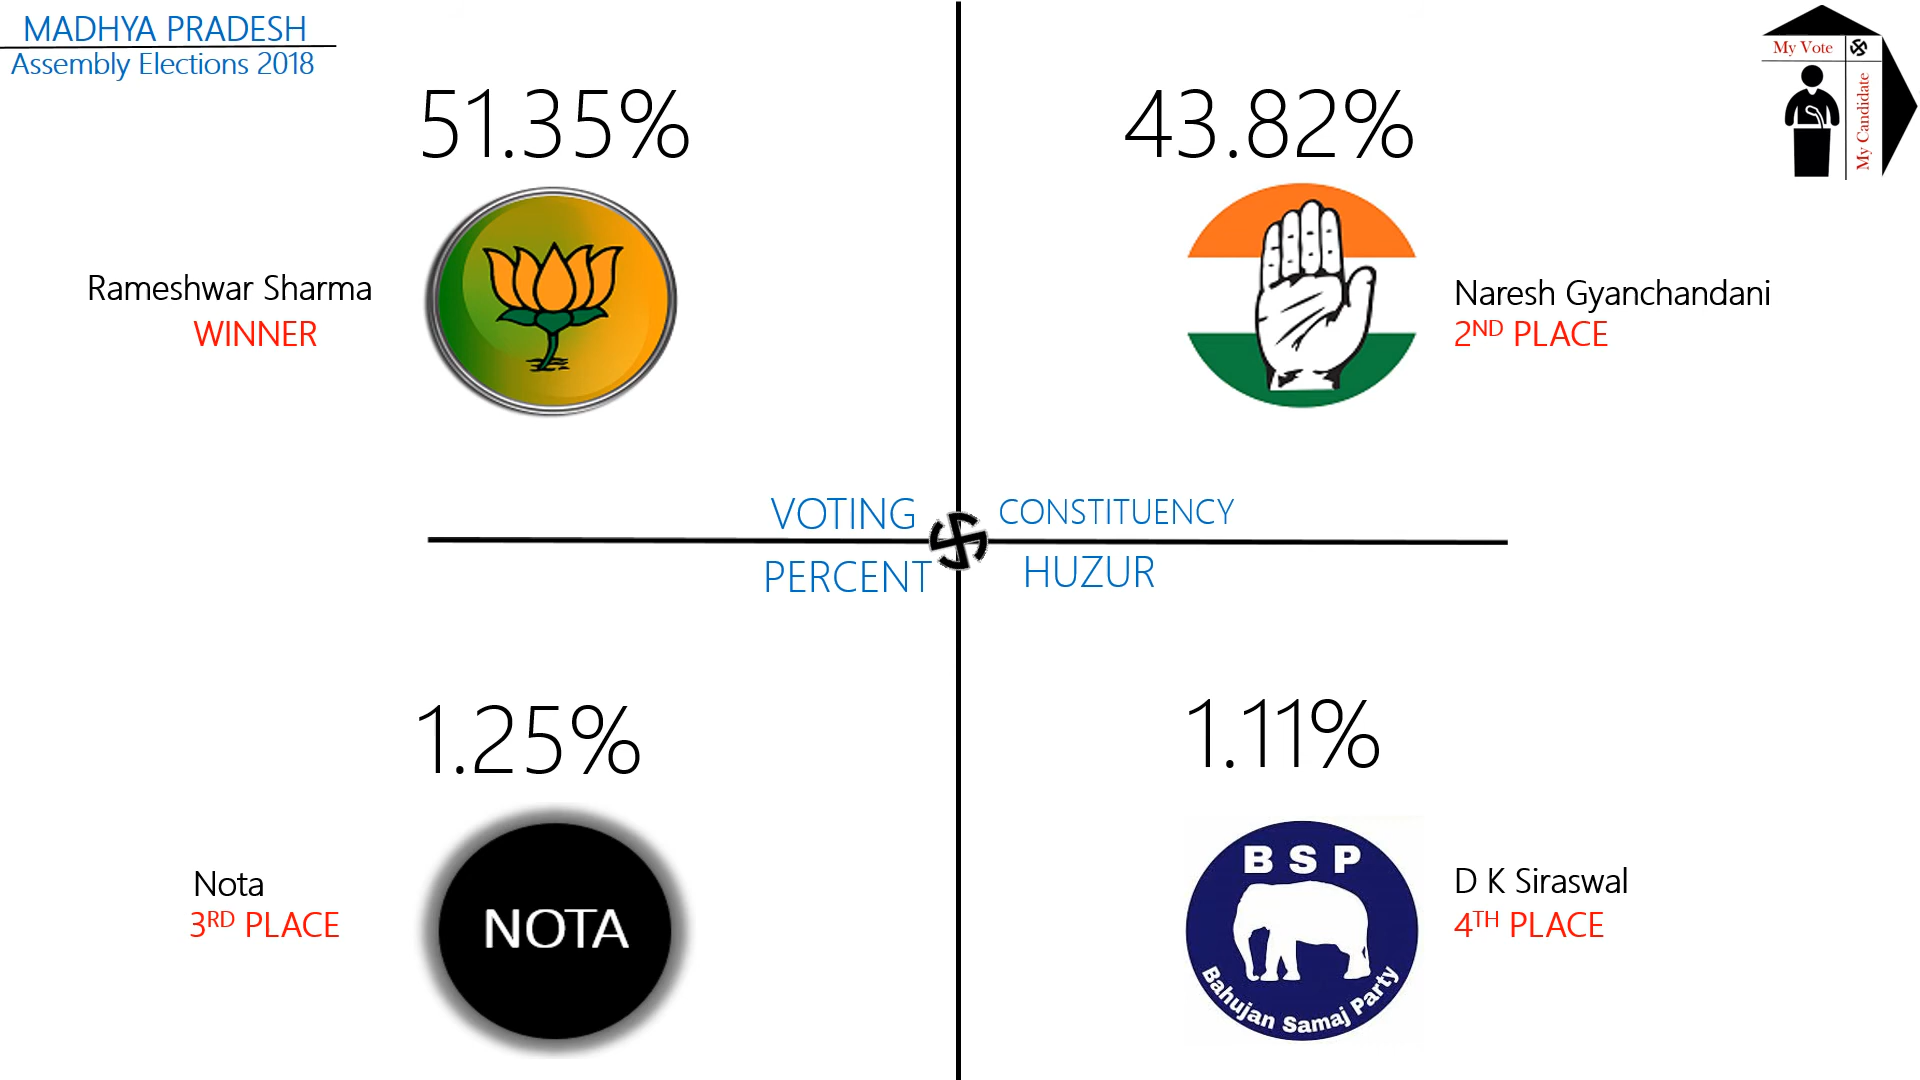 MADHYA PRADESH
Assembly Elections 2018
My Vote
My Candidate
51.35%
Rameshwar Sharma
WINNER
43.82%
Naresh Gyanchandani
2ND PLACE
VOTING
PERCENT
CONSTITUENCY
HUZUR
1.25%
Nota
3RD PLACE
NOTA
1.11%
BSP
Bahujan Samaj Party
D K Siraswal
4TH PLACE